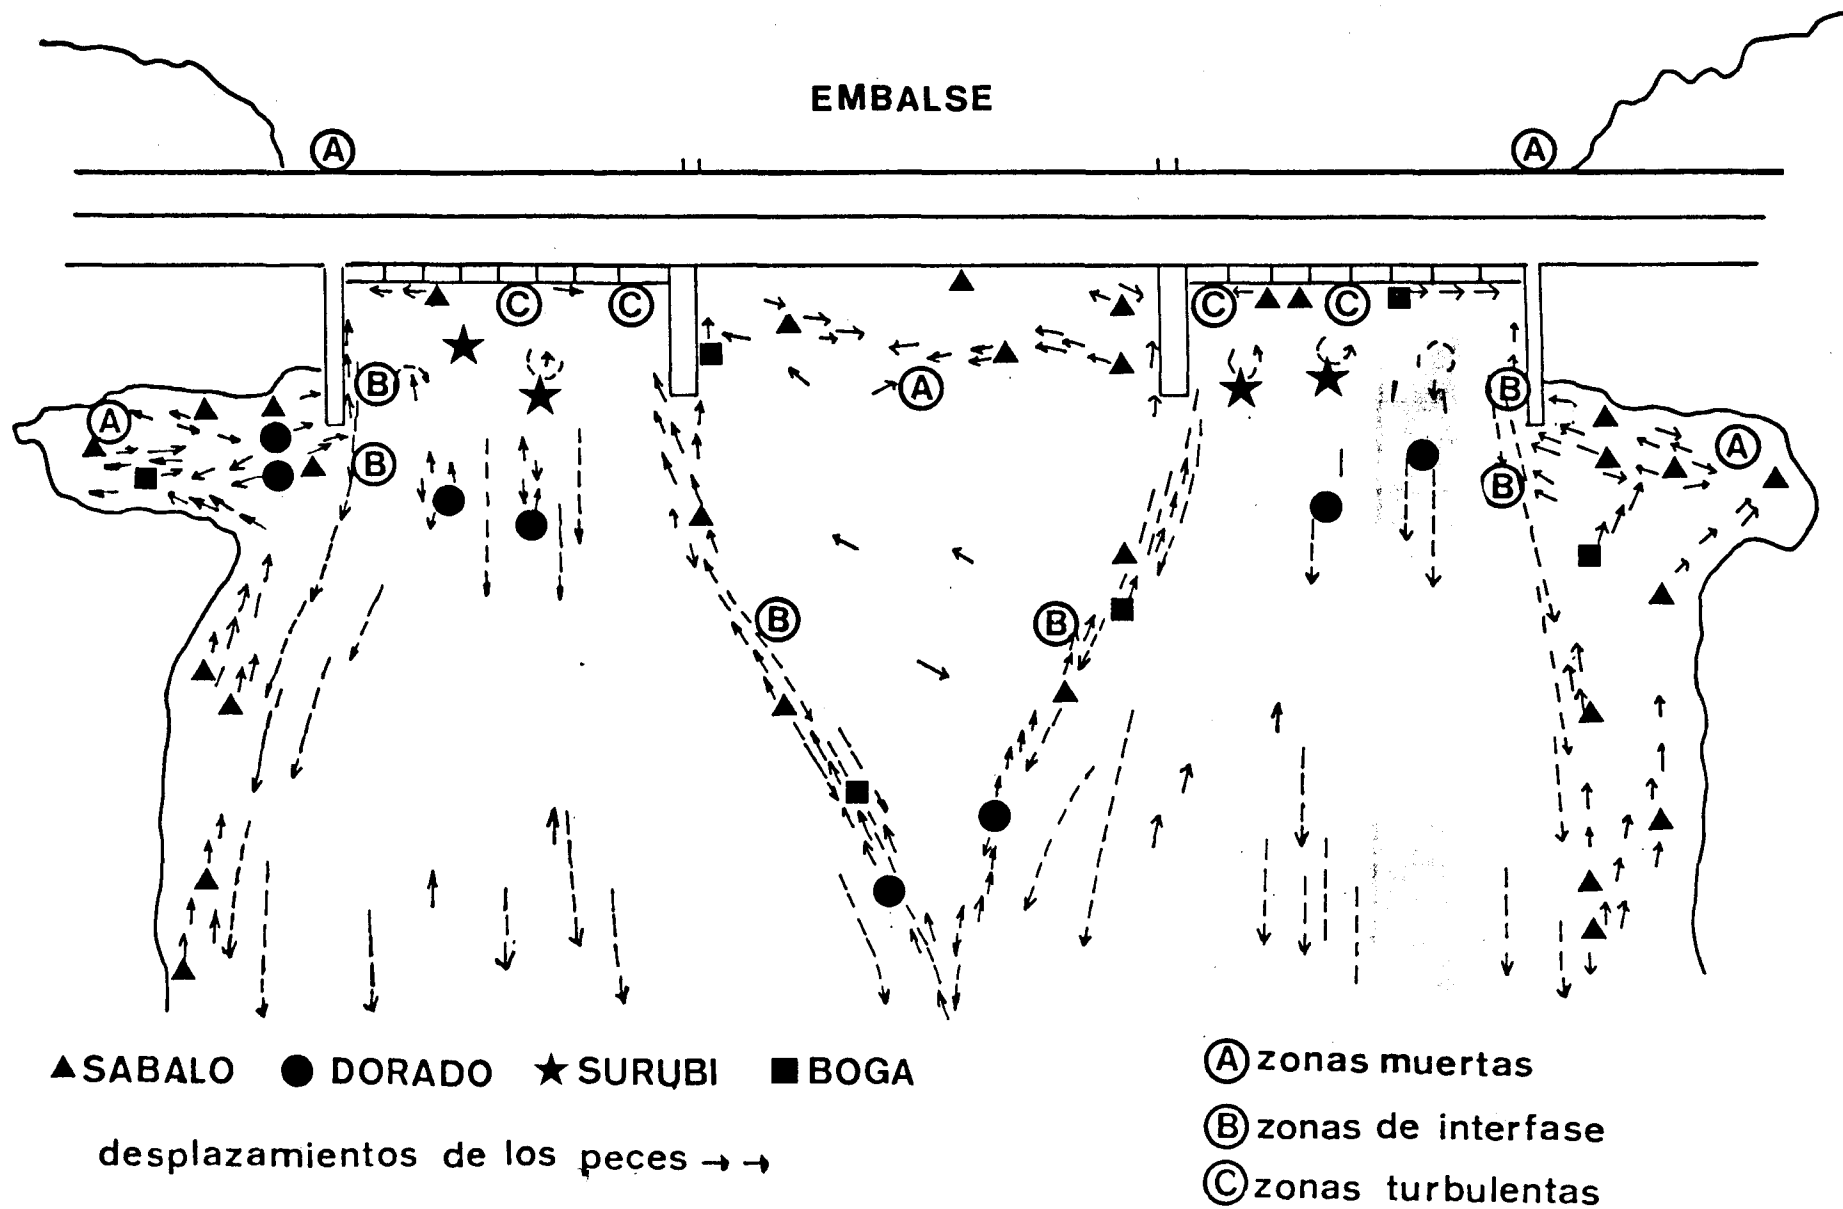 EMBALSE
A
A
C
C
C
C
B
B
A
B
A
A
B
B
B
B
SABALO
DORADO
SURUBI
BOGA
A zonas muertas
B zonas de interfase
desplazamientos de los peces
C zonas turbulentas